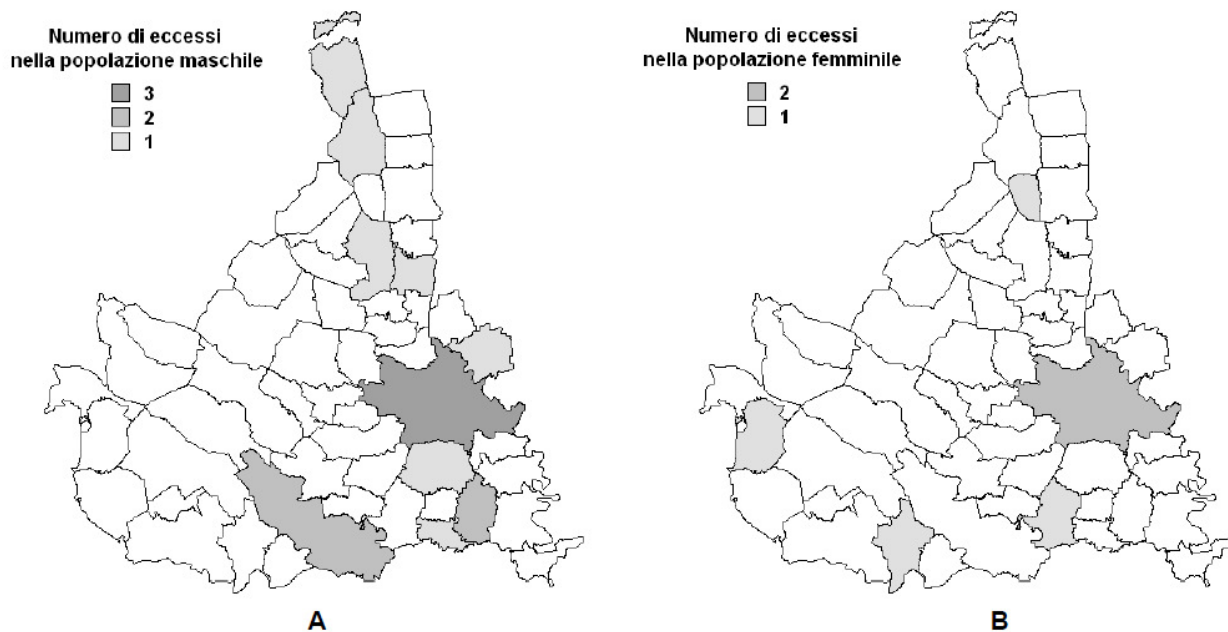 Numero di eccessi
nella popolazione maschile
3
2
1
A
Numero di eccessi
nella popolazione femminile
2
1
B